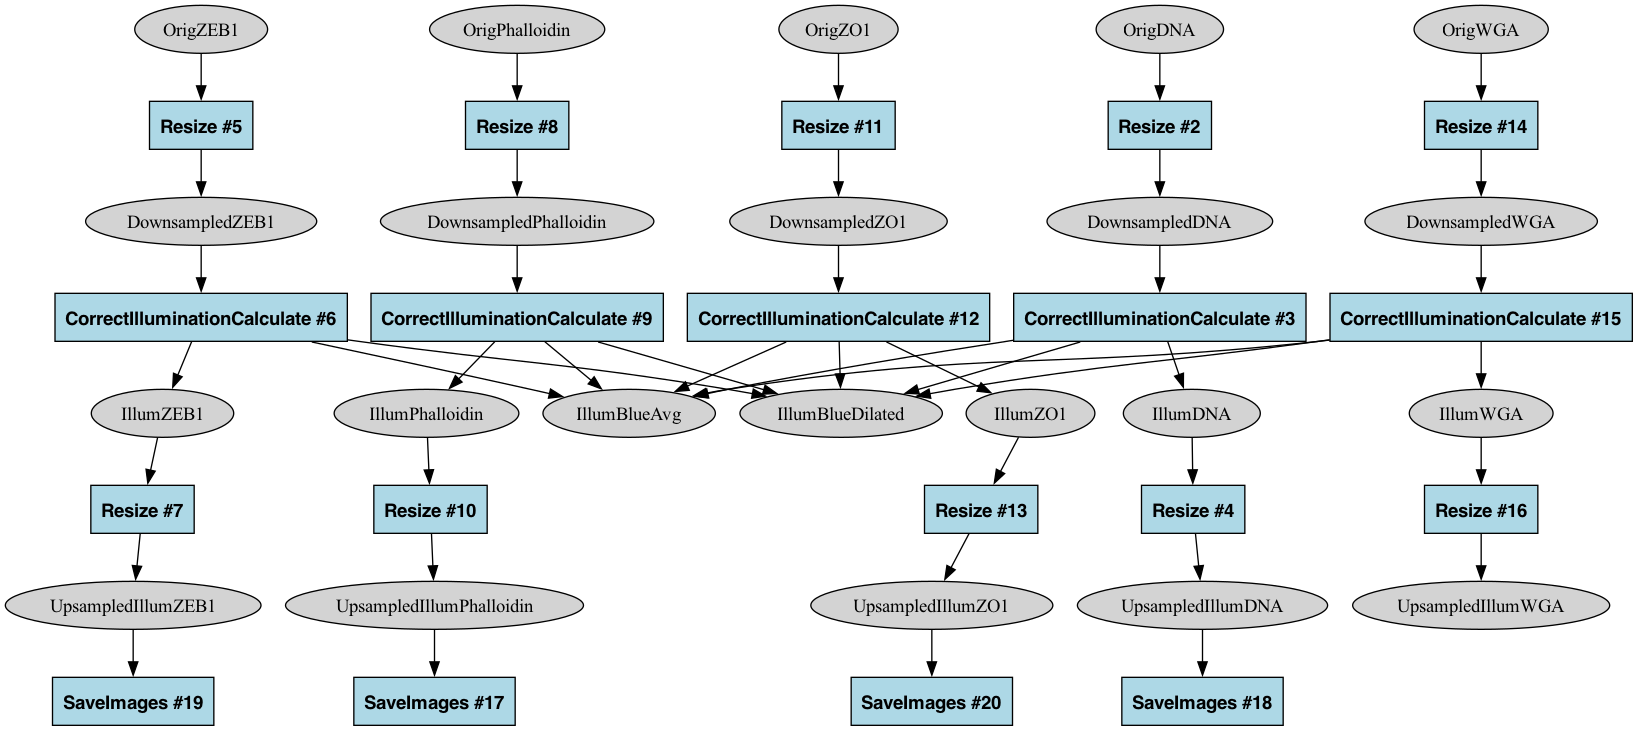 OrigZEB1
OrigPhalloidin
OrigZO1
OrigDNA
OrigWGA
Resize #5
Resize #8
Resize #11
Resize #2
Resize #14
DownsampledZEB1
DownsampledPhalloidin
DownsampledZO1
DownsampledDNA
DownsampledWGA
CorrectIlluminationCalculate #6
CorrectIlluminationCalculate #9
CorrectIlluminationCalculate #12
CorrectIlluminationCalculate #3
CorrectIlluminationCalculate #15
IllumZEB1
IllumPhalloidin
IllumBlueAvg
IllumBlueDilated
IllumZO1
IllumDNA
IllumWGA
Resize #7
Resize #10
Resize #13
Resize #4
Resize #16
UpsampledIllumZEB1
UpsampledIllumPhalloidin
UpsampledIllumZO1
UpsampledIllumDNA
UpsampledIllumWGA
SaveImages #19
SaveImages #17
SaveImages #20
SaveImages #18